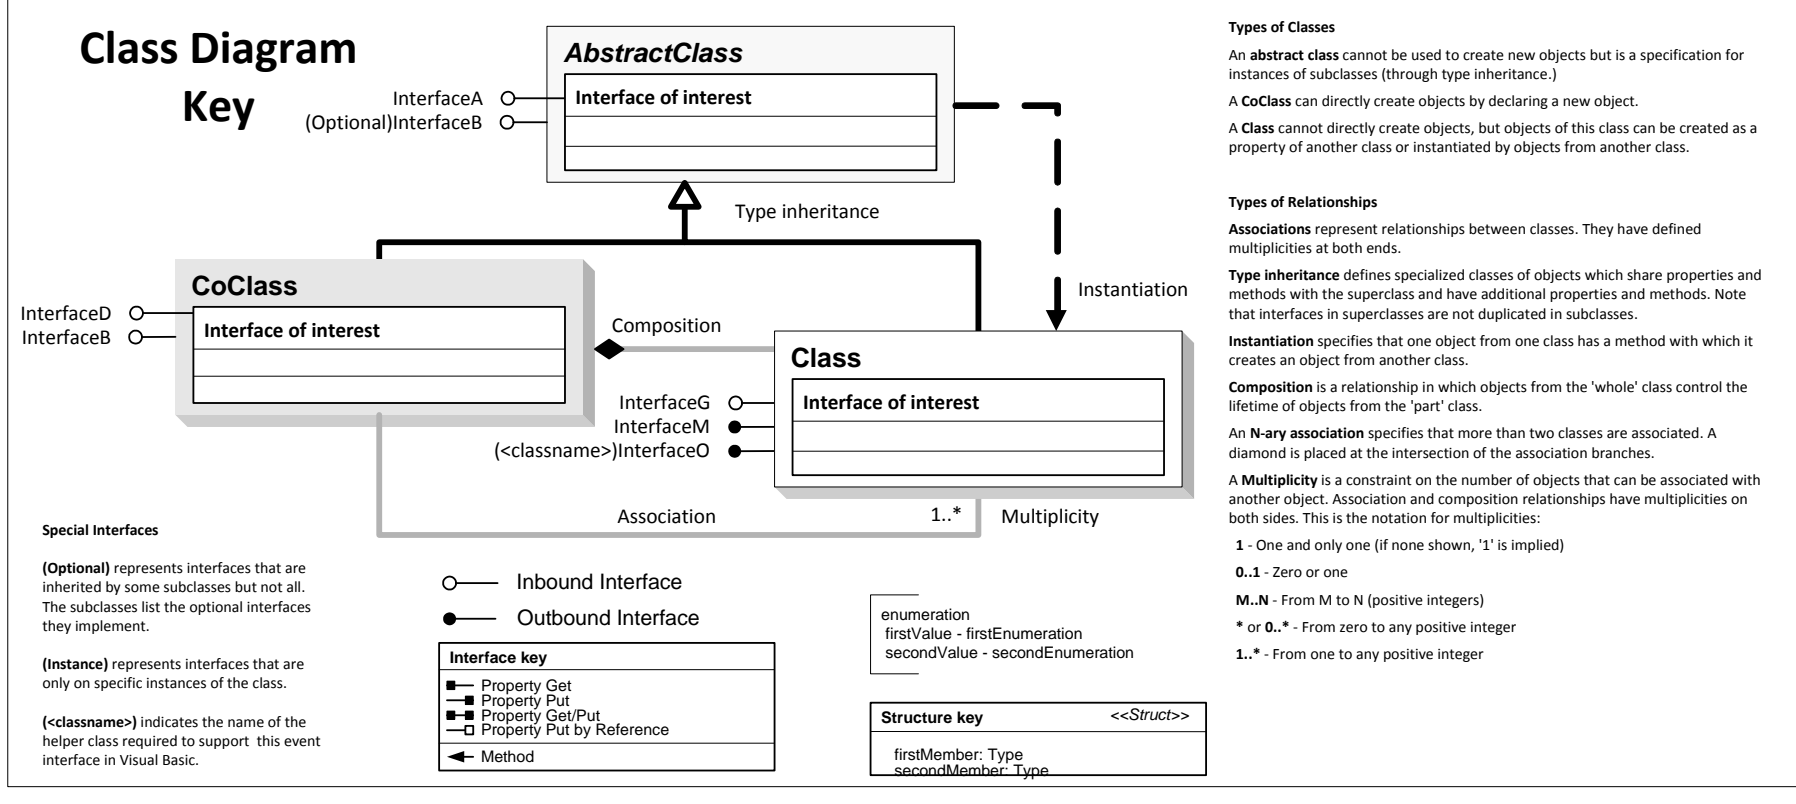 Class Diagram
Key
AbstractClass
Interface of interest
InterfaceA
(Optional)InterfaceB
Type inheritance
Instantiation
CoClass
Interface of interest
InterfaceD
InterfaceB
Composition
Class
Interface of interest
InterfaceG
InterfaceM
(<classname>)InterfaceO
Association
1..*
Multiplicity
Special Interfaces
(Optional) represents interfaces that are
inherited by some subclasses but not all.
The subclasses list the optional interfaces
they implement.
(Instance) represents interfaces that are
only on specific instances of the class.
(<classname>) indicates the name of the
helper class required to support this event
interface in Visual Basic.
Inbound Interface
Outbound Interface
Interface key
Property Get
Property Put
Property Get/Put
Property Put by Reference
Method
enumeration
firstValue - firstEnumeration
secondValue - secondEnumeration
Structure key <<Struct>>
firstMember: Type
secondMember: Type
Types of Classes
An abstract class cannot be used to create new objects but is a specification for
instances of subclasses (through type inheritance.)
A CoClass can directly create objects by declaring a new object.
A Class cannot directly create objects, but objects of this class can be created as a
property of another class or instantiated by objects from another class.
Types of Relationships
Associations represent relationships between classes. They have defined
multiplicities at both ends.
Type inheritance defines specialized classes of objects which share properties and
methods with the superclass and have additional properties and methods. Note
that interfaces in superclasses are not duplicated in subclasses.
Instantiation specifies that one object from one class has a method with which it
creates an object from another class.
Composition is a relationship in which objects from the 'whole' class control the
lifetime of objects from the 'part' class.
An N-ary association specifies that more than two classes are associated. A
diamond is placed at the intersection of the association branches.
A Multiplicity is a constraint on the number of objects that can be associated with
another object. Association and composition relationships have multiplicities on
both sides. This is the notation for multiplicities:
1 - One and only one (if none shown, '1' is implied)
0..1 - Zero or one
M..N - From M to N (positive integers)
* or 0..* - From zero to any positive integer
1..* - From one to any positive integer